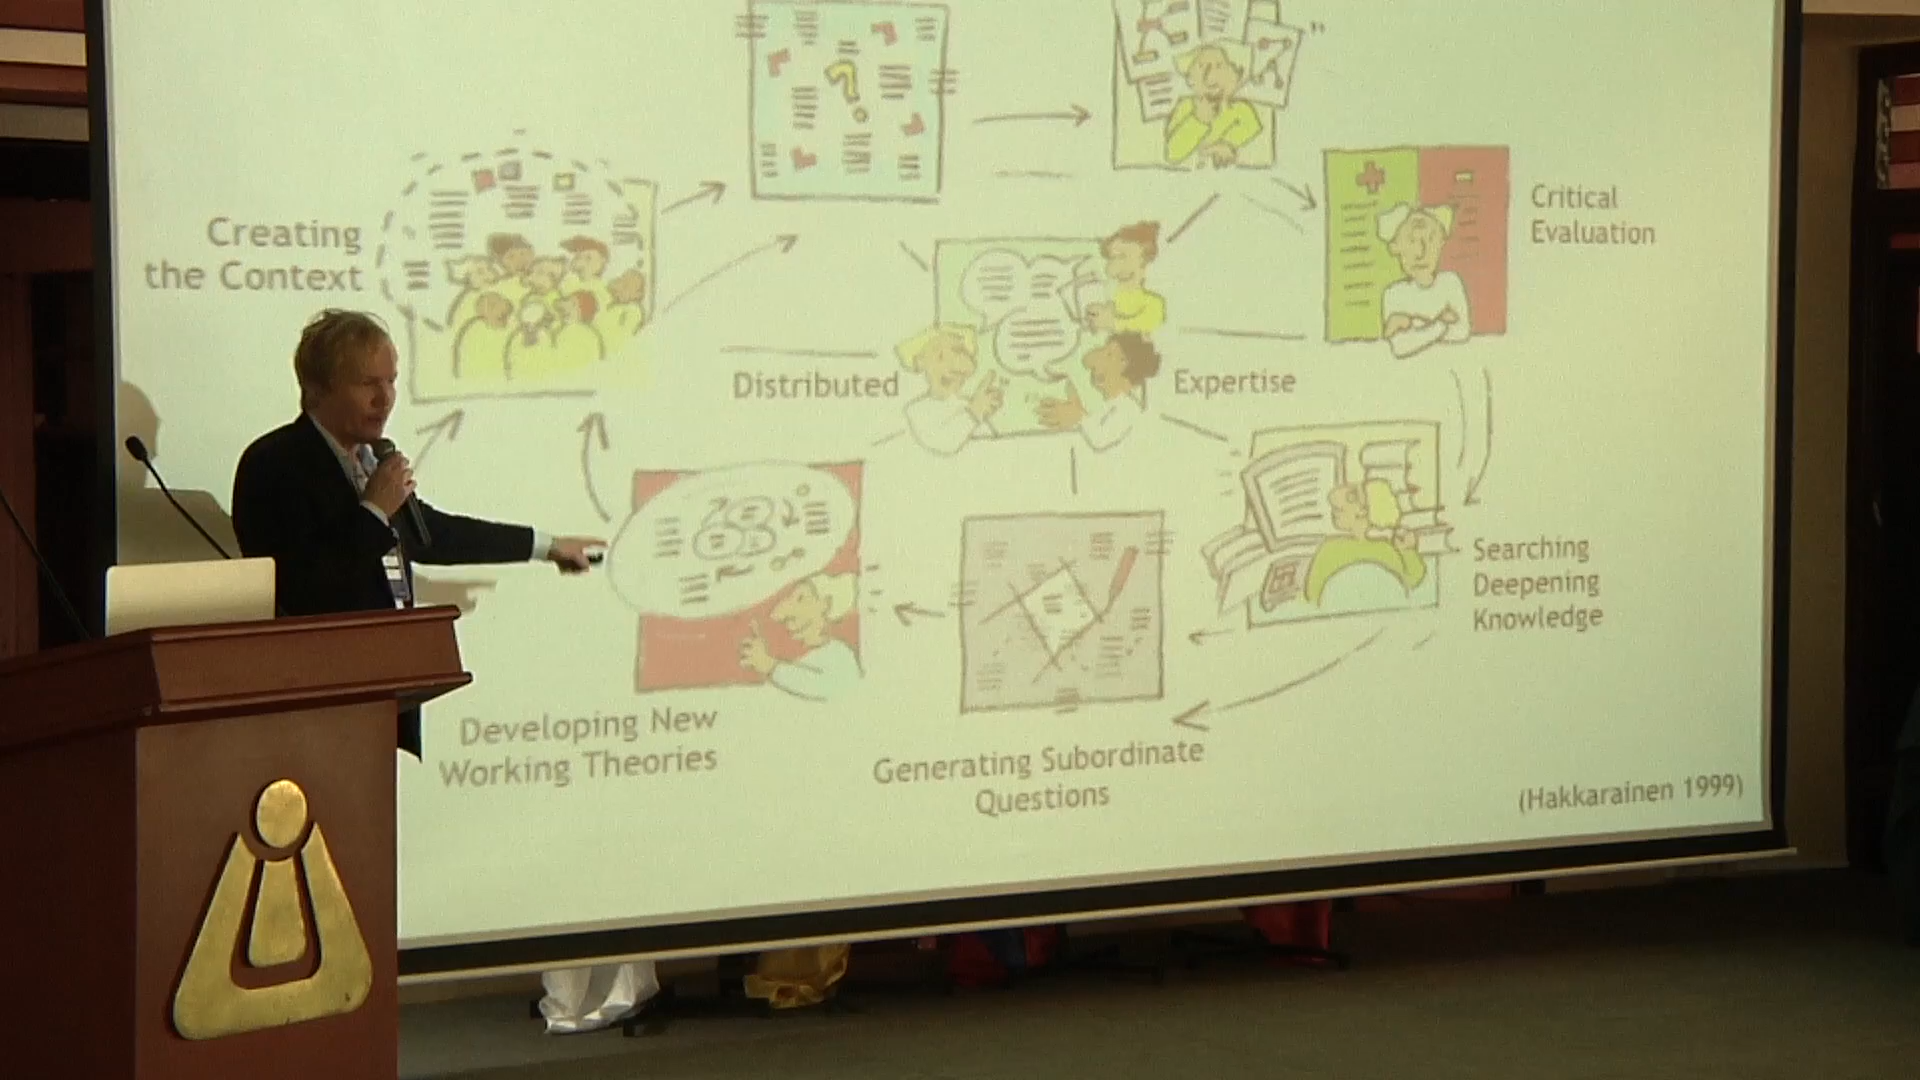 Creating
the Context
Critical
Evaluation
Distributed
Expertise
Searching
Deepening
Knowledge
Developing New
Working Theories
Generating Subordinate
Questions
(Hakkarainen 1999)